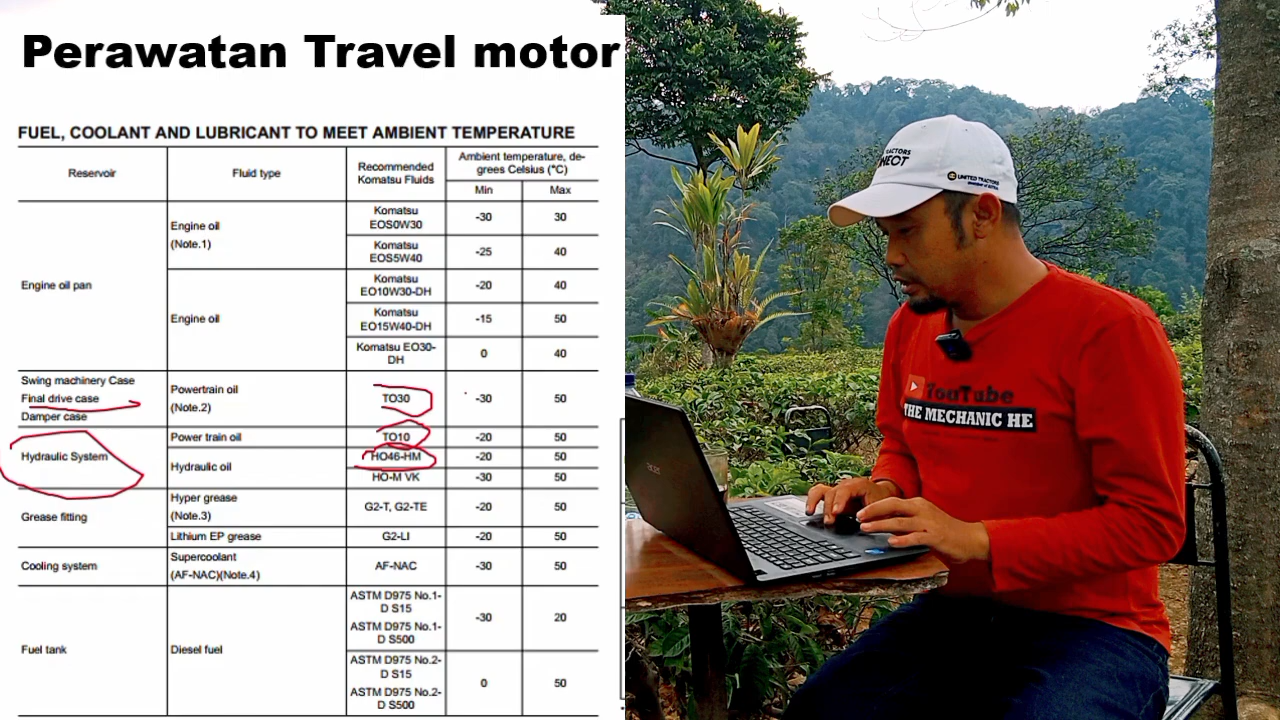 Perawatan Travel motor
FUEL, COOLANT AND LUBRICANT TO MEET AMBIENT TEMPERATURE
Reservoir
Fluid type
Recommended
Komatsu Fluids
Ambient temperature, de-
grees Celsius (°C)
Min
Max
Engine oil pan
Engine oil
(Note.1)
Komatsu
EOS0W30
-30
30
Komatsu
EOS5W40
-25
40
Engine oil
Komatsu
EO10W30-DH
-20
40
Komatsu
EO15W40-DH
-15
50
Komatsu EO30-
DH
0
40
Swing machinery Case
Final drive case
Damper case
Powertrain oil
(Note.2)
TO30
-30
50
Hydraulic System
Power train oil
TO10
-20
50
Hydraulic oil
HO46-HM
-20
50
HO-M VK
-30
50
Grease fitting
Hyper grease
(Note.3)
G2-T, G2-TE
-20
50
Lithium EP grease
G2-LI
-20
50
Cooling system
Supercoolant
(AF-NAC)(Note.4)
AF-NAC
-30
50
Fuel tank
Diesel fuel
ASTM D975 No.1-
D S15
ASTM D975 No.1-
D S500
-30
20
ASTM D975 No.2-
D S15
ASTM D975 No.2-
D S500
0
50
UNITED TRACTORS
YouTube
THE MECHANIC HE
acer